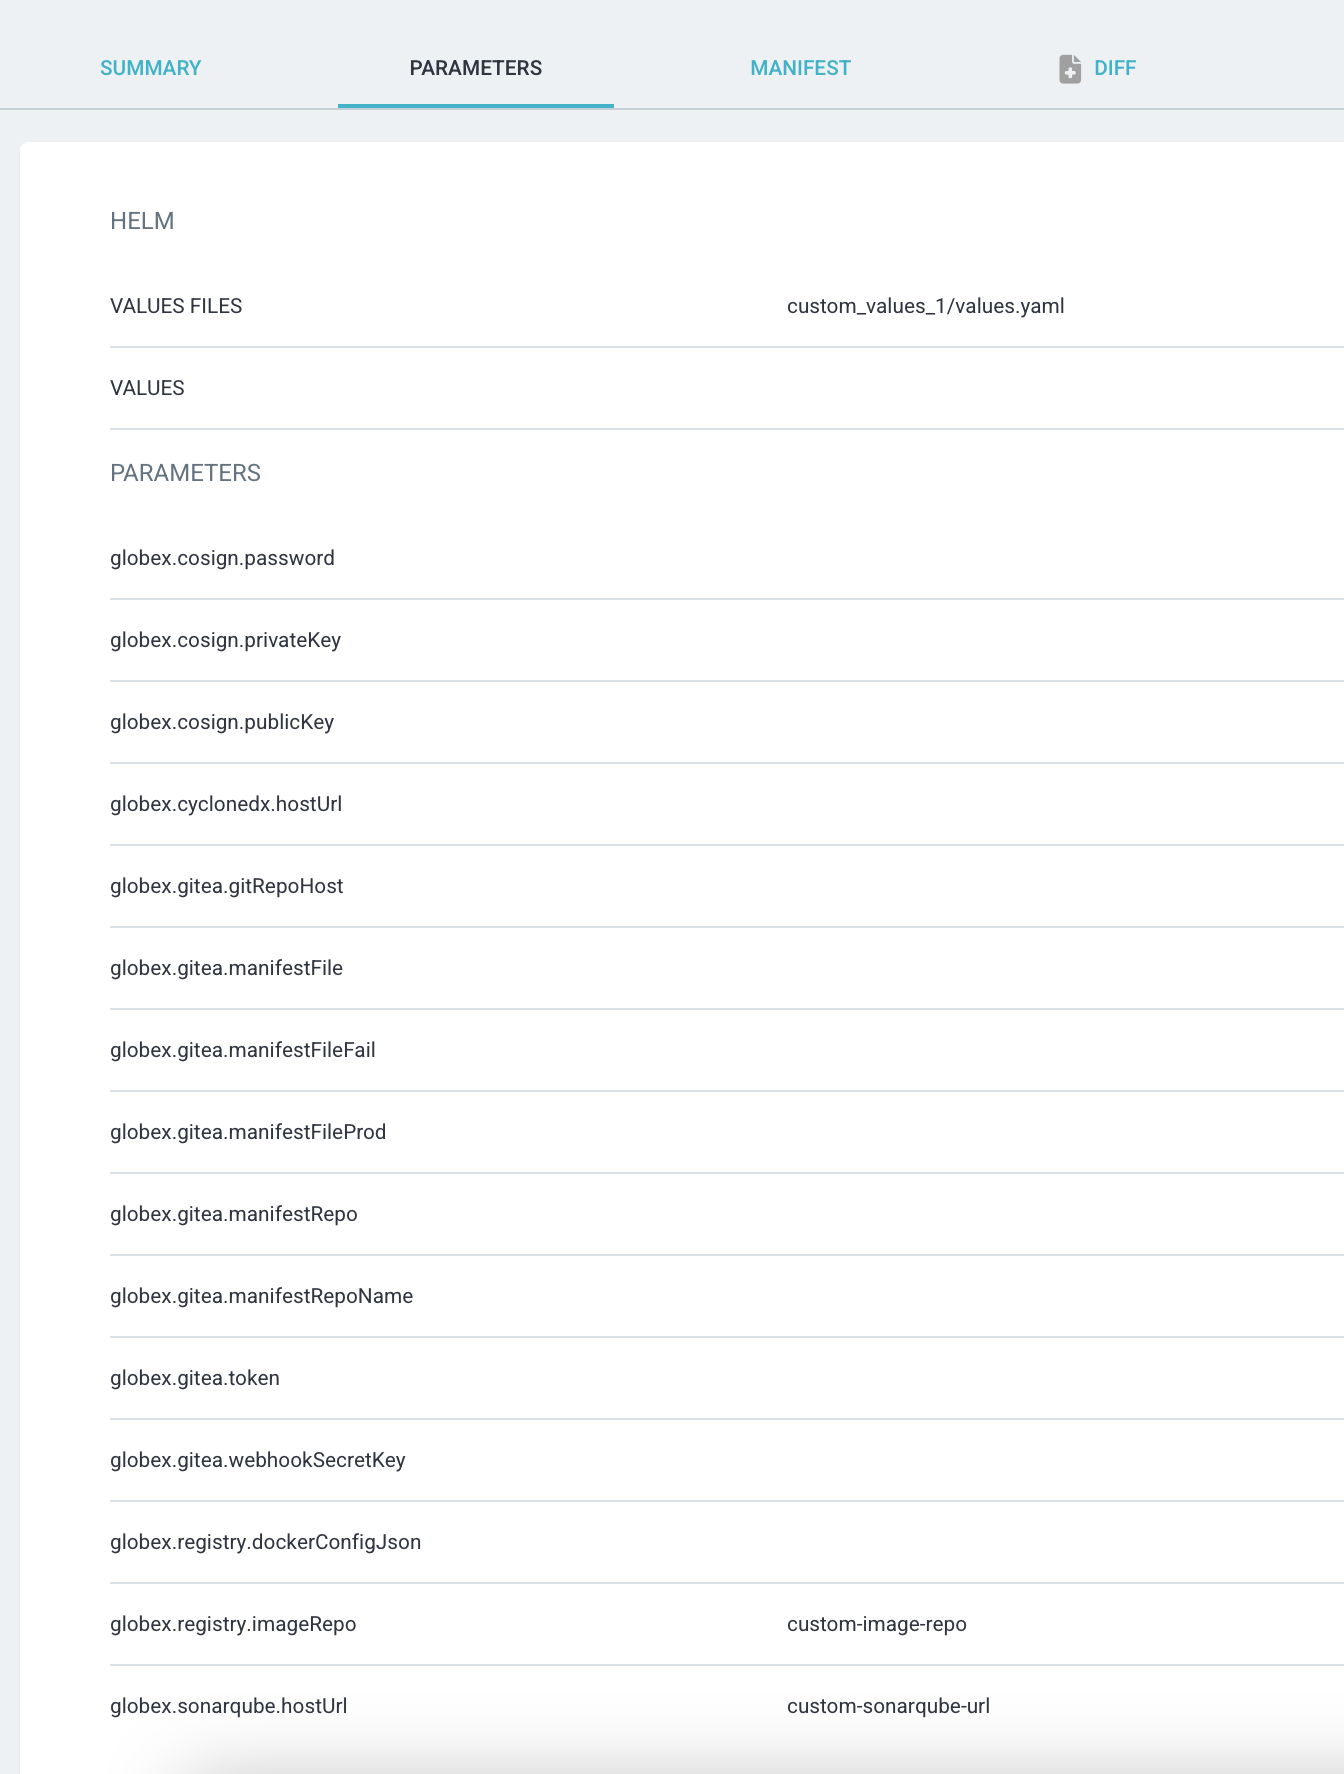 SUMMARY PARAMETERS MANIFEST DIFF
HELM
VALUES FILES custom_values_1/values.yaml
VALUES
PARAMETERS
globex.cosign.password
globex.cosign.privateKey
globex.cosign.publicKey
globex.cyclonedx.hostUrl
globex.gitea.gitRepoHost
globex.gitea.manifestFile
globex.gitea.manifestFileFail
globex.gitea.manifestFileProd
globex.gitea.manifestRepo
globex.gitea.manifestRepoName
globex.gitea.token
globex.gitea.webhookSecretKey
globex.registry.dockerConfigJson
globex.registry.imageRepo custom-image-repo
globex.sonarqube.hostUrl custom-sonarqube-url